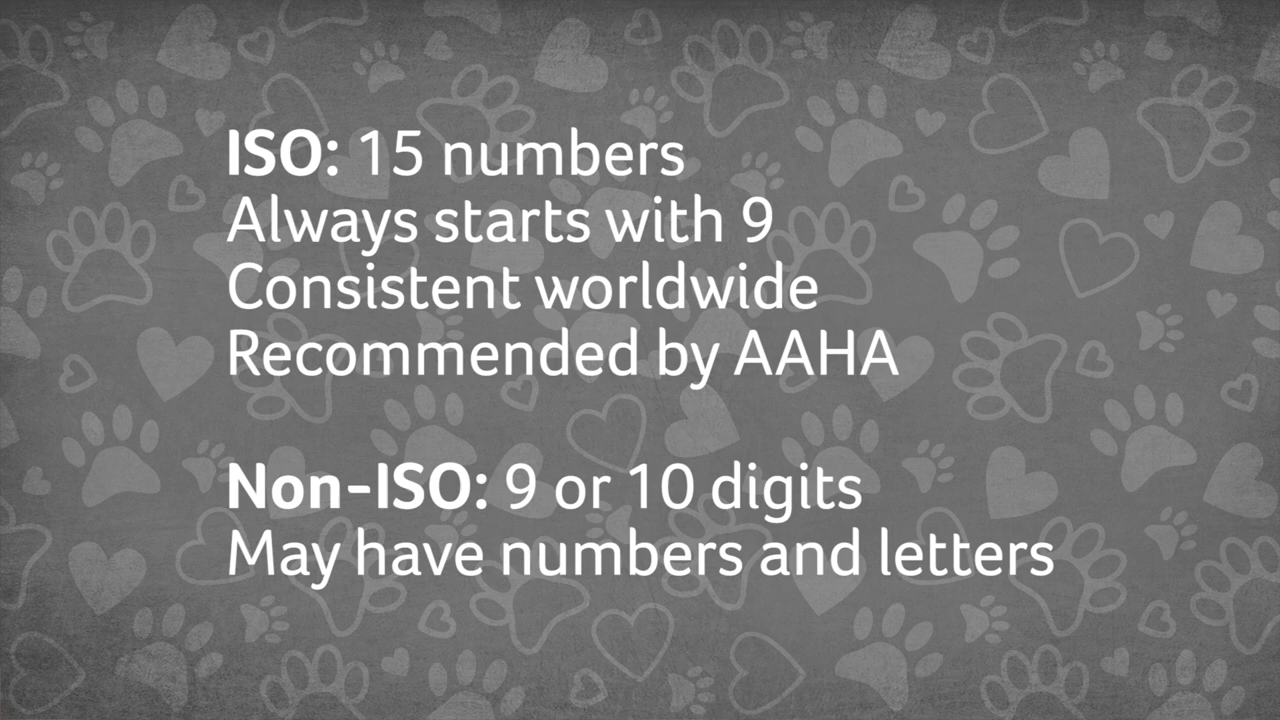 ISO: 15 numbers
Always starts with 9
Consistent worldwide
Recommended by AAHA
Non-ISO: 9 or 10 digits
May have numbers and letters